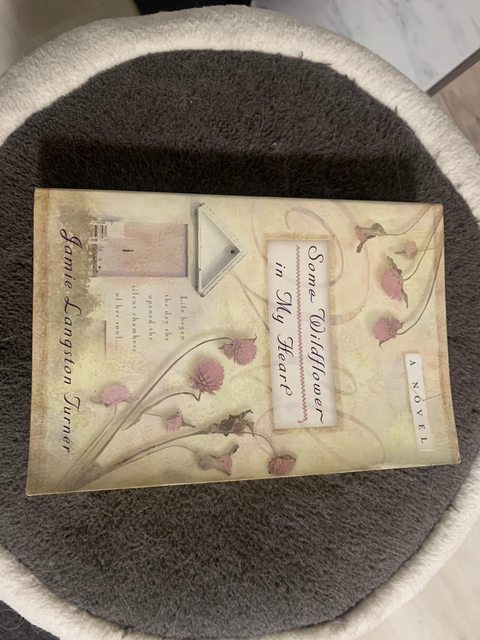 A NOVEL
Some Wildflower
in My Heart
Life began
the day she
opened the
silent chambers
of her soul...
Jamie Langston Turner